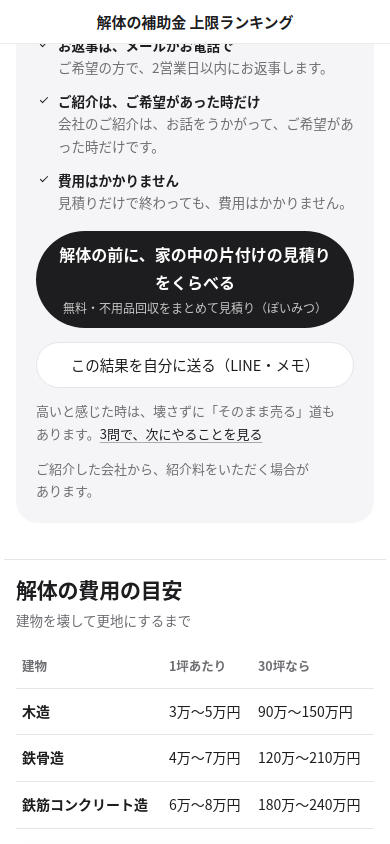 解体の補助金 上限ランキング
お返事は、メールかお電話で
ご希望の方で、2営業日以内にお返事します。
ご紹介は、ご希望があった時だけ
会社のご紹介は、お話をうかがって、ご希望があ
った時だけです。
費用はかかりません
見積りだけで終わっても、費用はかかりません。
解体の前に、家の中の片付けの見積り
をくらべる
無料・不用品回収をまとめて見積り（ぽいみつ）
この結果を自分に送る（LINE・メモ）
高いと感じた時は、壊さずに「そのまま売る」道も
あります。3問で、次にやることを見る
ご紹介した会社から、紹介料をいただく場合が
あります。
解体の費用の目安
建物を壊して更地にするまで
建物 1坪あたり 30坪なら
木造 3万〜5万円 90万〜150万円
鉄骨造 4万〜7万円 120万〜210万円
鉄筋コンクリート造 6万〜8万円 180万〜240万円